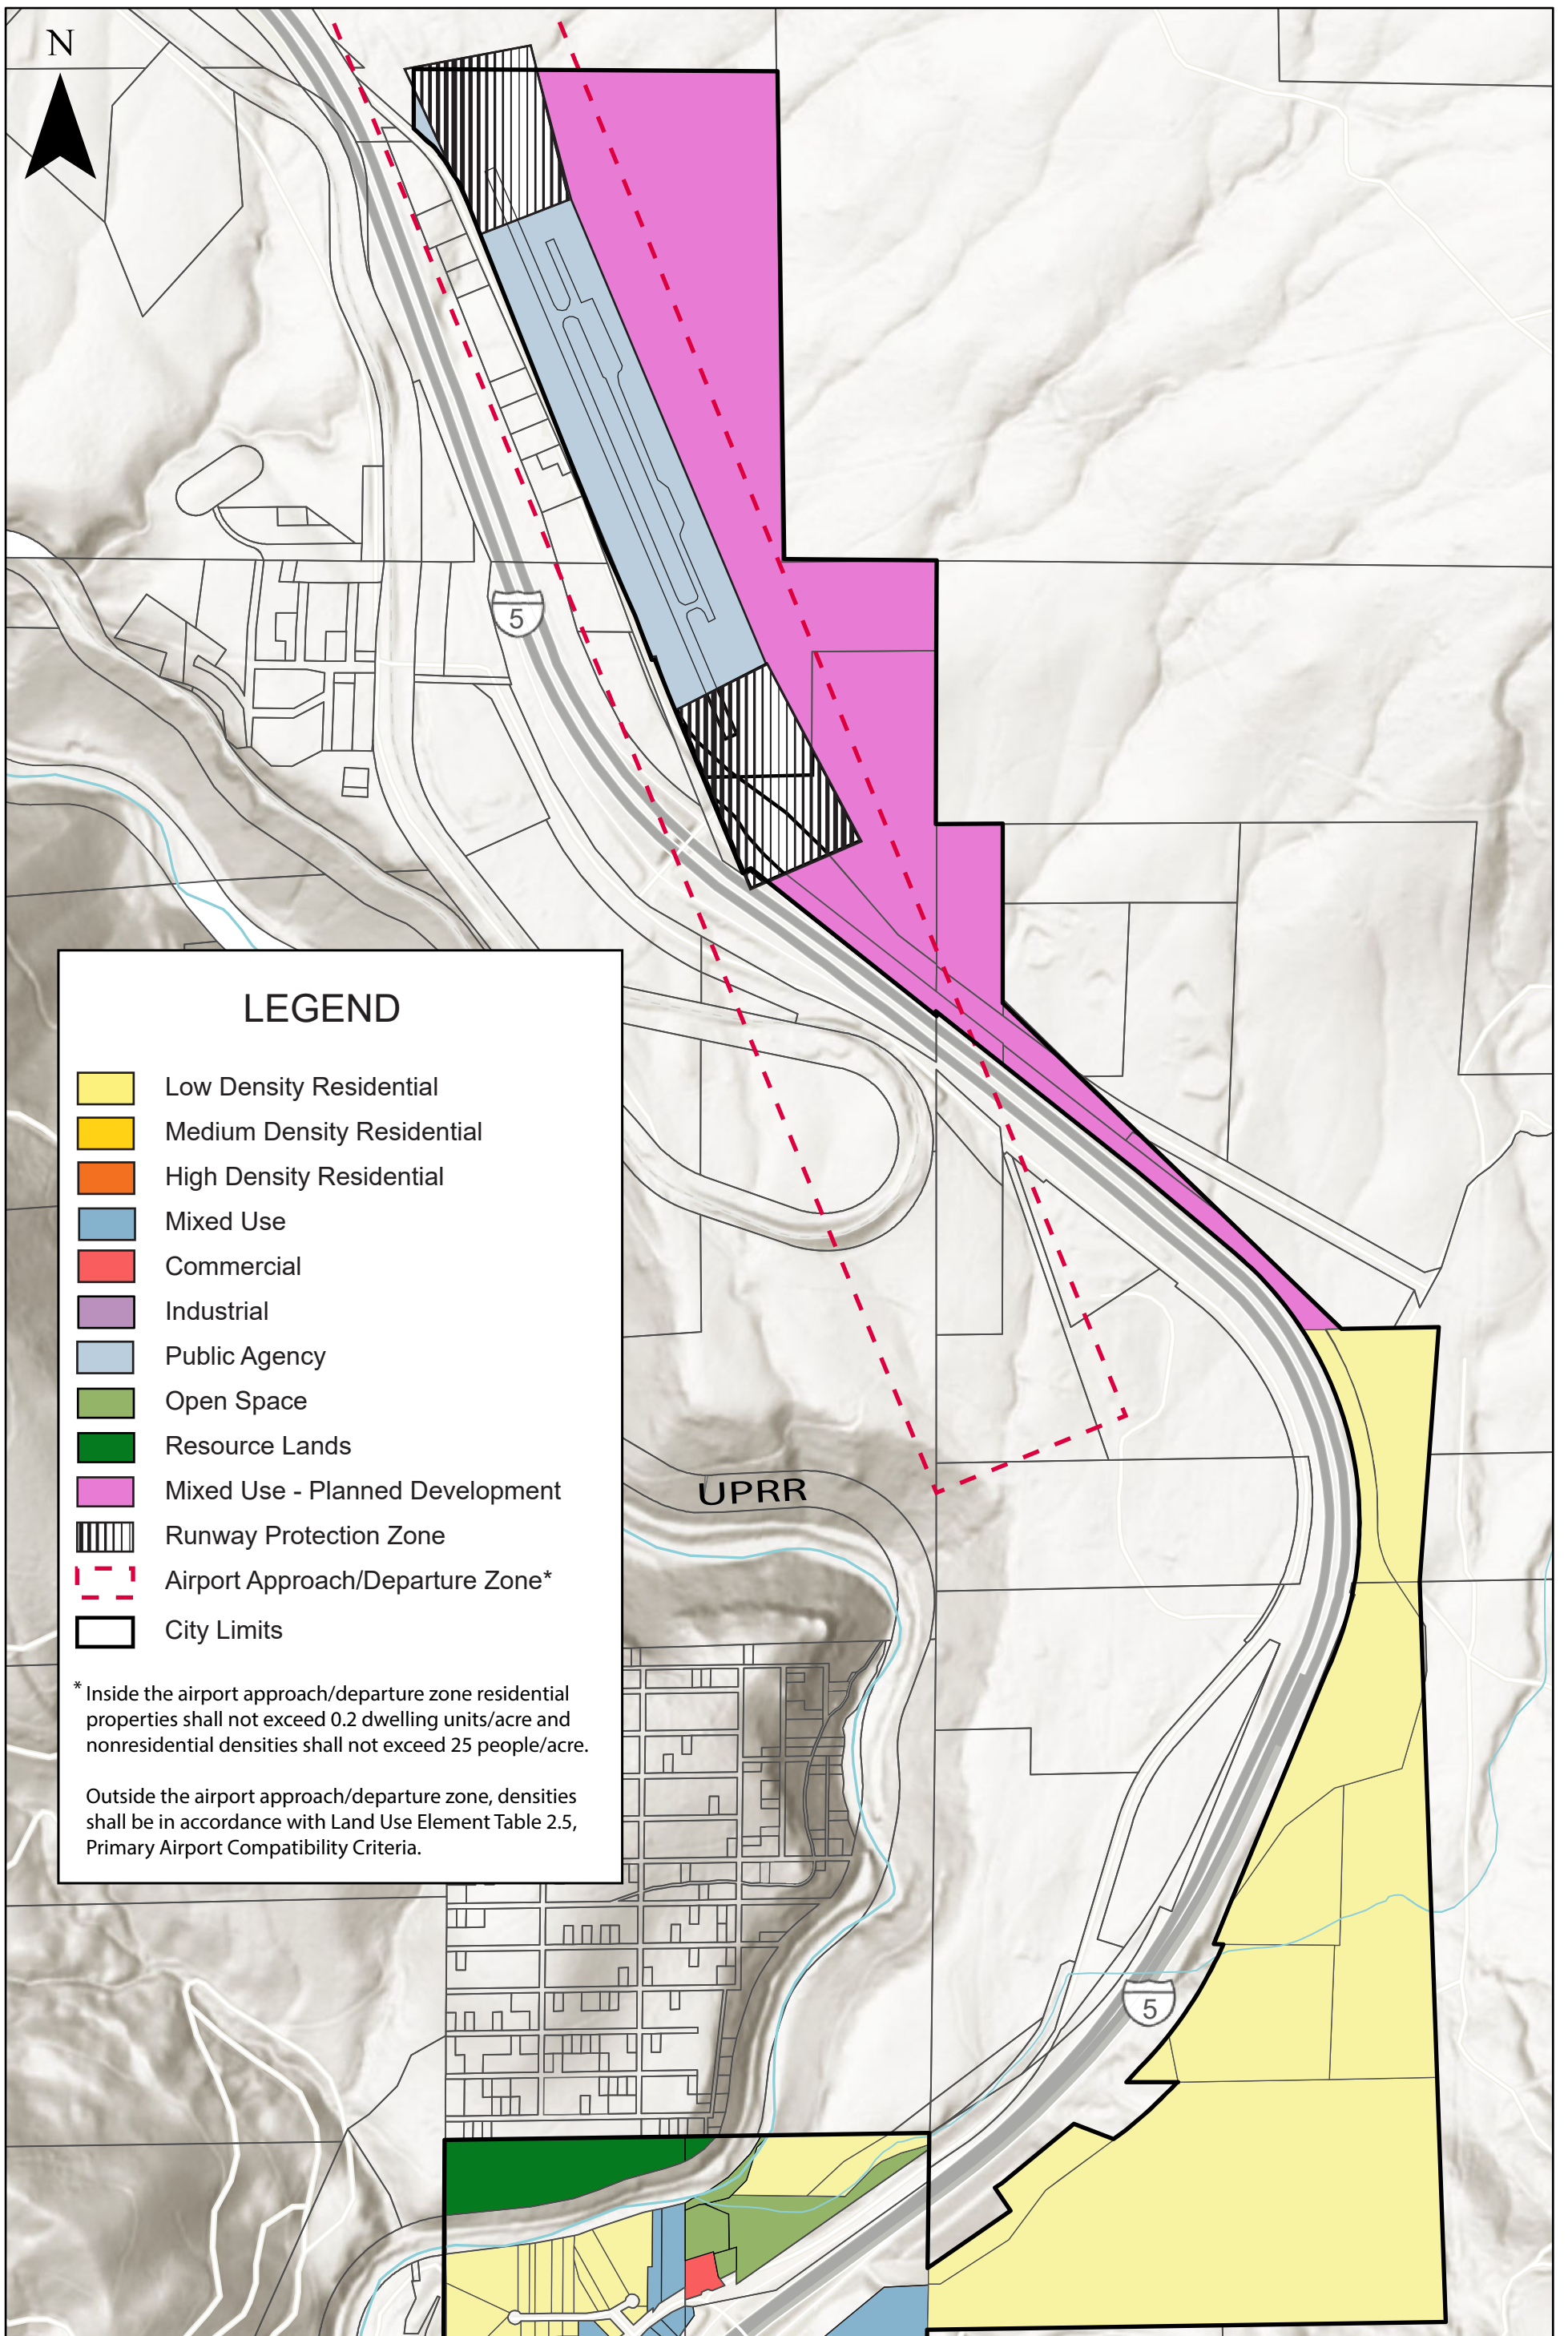 N
5
LEGEND
Low Density Residential
Medium Density Residential
High Density Residential
Mixed Use
Commercial
Industrial
Public Agency
Open Space
Resource Lands
Mixed Use - Planned Development
Runway Protection Zone
Airport Approach/Departure Zone*
City Limits
* Inside the airport approach/departure zone residential
properties shall not exceed 0.2 dwelling units/acre and
nonresidential densities shall not exceed 25 people/acre.
Outside the airport approach/departure zone, densities
shall be in accordance with Land Use Element Table 2.5,
Primary Airport Compatibility Criteria.
UPRR
5